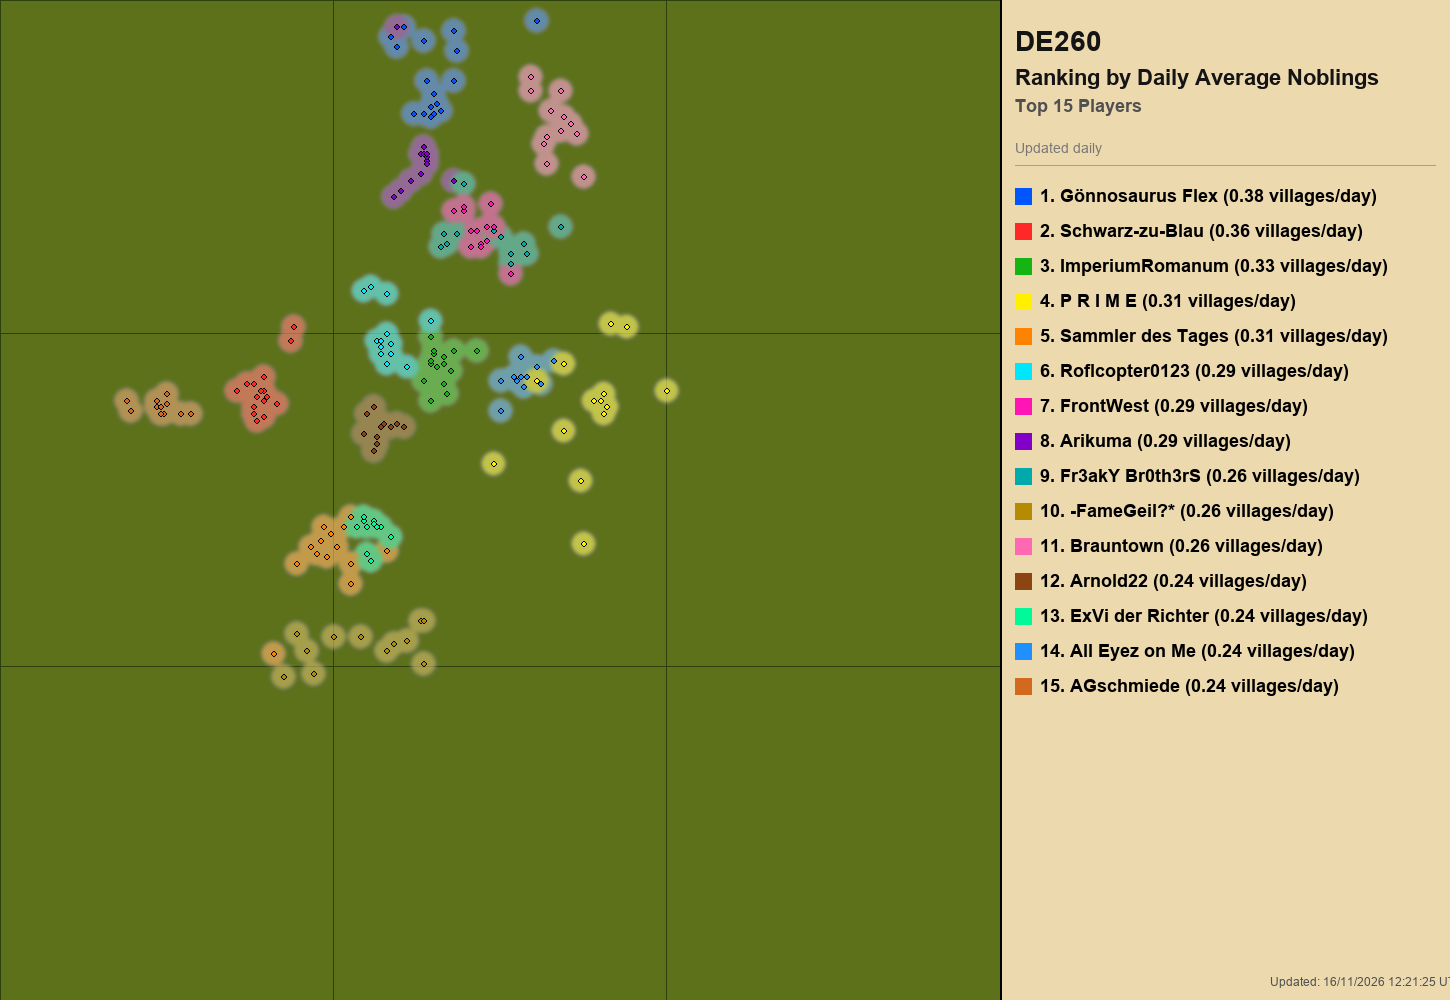 DE260
Ranking by Daily Average Noblings
Top 15 Players
Updated daily
1. Gönnosaurus Flex (0.38 villages/day)
2. Schwarz-zu-Blau (0.36 villages/day)
3. ImperiumRomanum (0.33 villages/day)
4. P R I M E (0.31 villages/day)
5. Sammler des Tages (0.31 villages/day)
6. Roflcopter0123 (0.29 villages/day)
7. FrontWest (0.29 villages/day)
8. Arikuma (0.29 villages/day)
9. Fr3akY Br0th3rS (0.26 villages/day)
10. -FameGeil?* (0.26 villages/day)
11. Brauntown (0.26 villages/day)
12. Arnold22 (0.24 villages/day)
13. ExVi der Richter (0.24 villages/day)
14. All Eyez on Me (0.24 villages/day)
15. AGschmiede (0.24 villages/day)
Updated: 16/11/2026 12:21:25 U